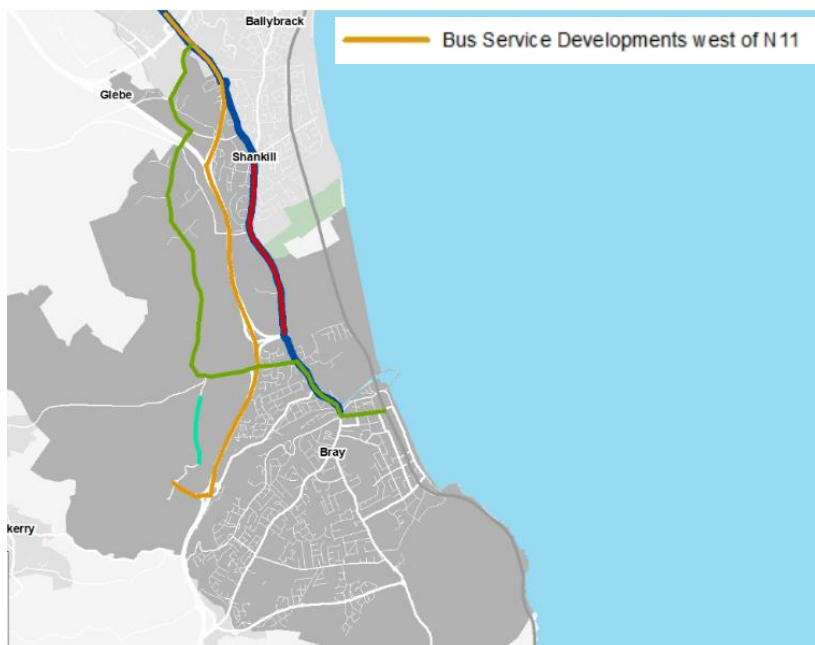 Ballybrack
Bus Service Developments west of N11
Glebe
Shankill
Bray
kerry